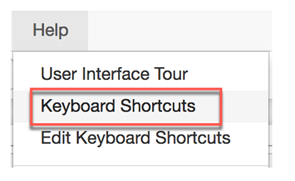 Help
User Interface Tour
Keyboard Shortcuts
Edit Keyboard Shortcuts